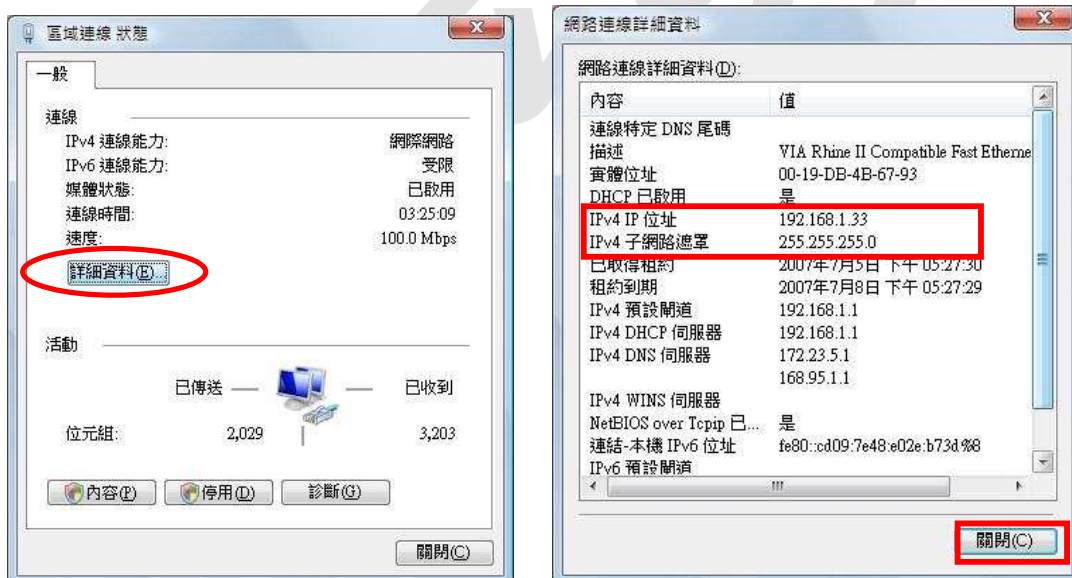 區域連線 狀態
一般
連線
IPv4 連線能力: 網際網路
IPv6 連線能力: 受限
媒體狀態: 已啟用
連線時間: 03:25:09
速度: 100.0 Mbps
詳細資料(E)...
活動
已傳送 已收到
位元組: 2,029 3,203
內容(P) 停用(D) 診斷(G)
關閉(C)
網路連線詳細資料
網路連線詳細資料(D):
內容 值
連線特定 DNS 尾碼
描述 VIA Rhine II Compatible Fast Etherne
實體位址 00-19-DB-4B-67-93
DHCP 已啟用 是
IPv4 IP 位址 192.168.1.33
IPv4 子網路遮罩 255.255.255.0
已取得租約 2007年7月5日 下午 05:27:30
租約到期 2007年7月8日 下午 05:27:29
IPv4 預設閘道 192.168.1.1
IPv4 DHCP 伺服器 192.168.1.1
IPv4 DNS 伺服器 172.23.5.1
168.95.1.1
IPv4 WINS 伺服器
NetBIOS over Tcpip 已... 是
連結-本機 IPv6 位址 fe80::cd09:7e48:e02e:b73d%8
IPv6 預設閘道
關閉(C)